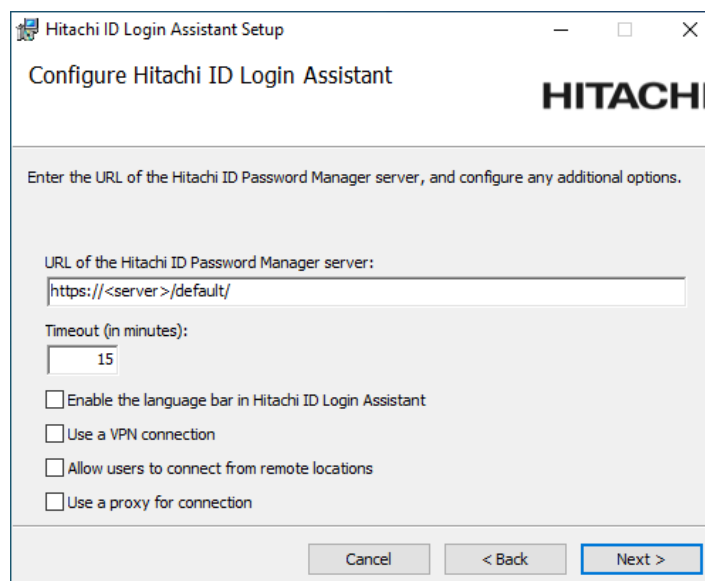 Hitachi ID Login Assistant Setup
Configure Hitachi ID Login Assistant
HITACHI
Enter the URL of the Hitachi ID Password Manager server, and configure any additional options.
URL of the Hitachi ID Password Manager server:
https://<server>/default/
Timeout (in minutes):
15
Enable the language bar in Hitachi ID Login Assistant
Use a VPN connection
Allow users to connect from remote locations
Use a proxy for connection
Cancel < Back Next >